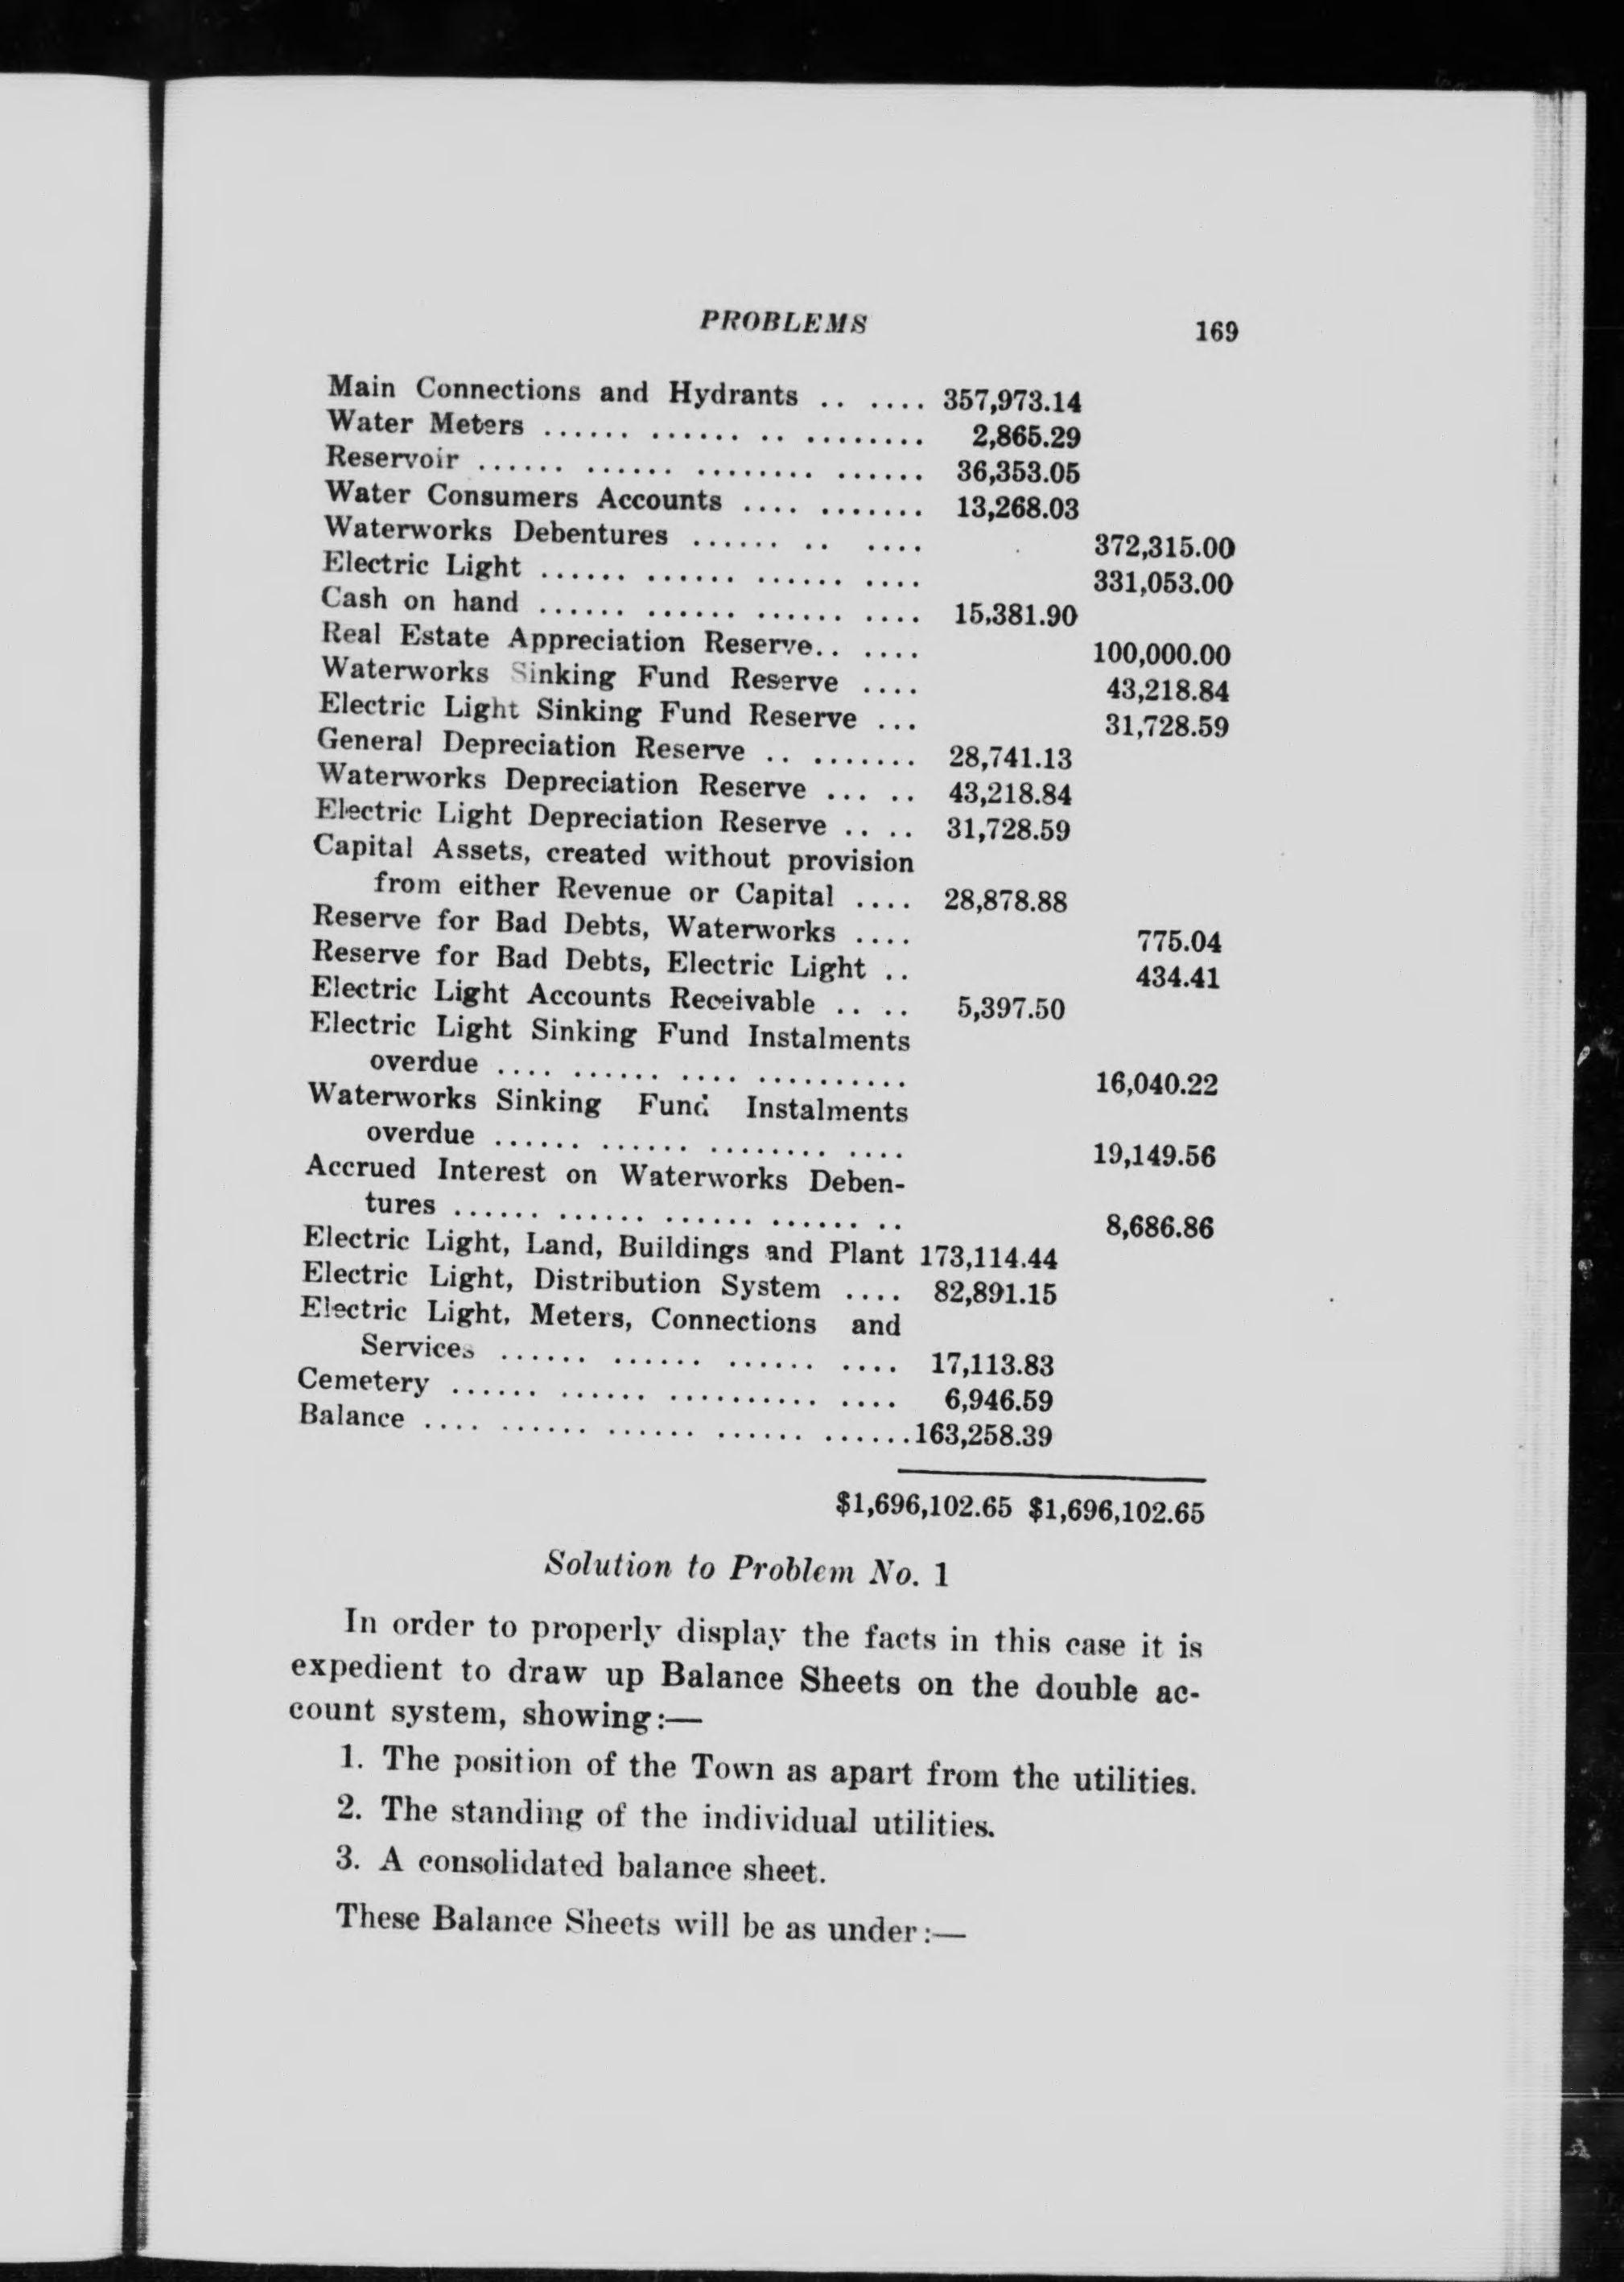 PROBLEMS 169
Main Connections and Hydrants .. .... 357,973.14
Water Meters ...... ...... .. ........ 2,865.29
Reservoir ...... ...... ........ ...... 36,353.05
Water Consumers Accounts .... ....... 13,268.03
Waterworks Debentures ...... .. .... 372,315.00
Electric Light ...... ...... ...... .... 331,053.00
Cash on hand ...... ...... ...... .... 15,381.90
Real Estate Appreciation Reserve.. .... 100,000.00
Waterworks Sinking Fund Reserve .... 43,218.84
Electric Light Sinking Fund Reserve ... 31,728.59
General Depreciation Reserve .. ........ 28,741.13
Waterworks Depreciation Reserve ... .. 43,218.84
Electric Light Depreciation Reserve .. .. 31,728.59
Capital Assets, created without provision
from either Revenue or Capital .... 28,878.88
Reserve for Bad Debts, Waterworks .... 775.04
Reserve for Bad Debts, Electric Light .. 434.41
Electric Light Accounts Receivable .. .. 5,397.50
Electric Light Sinking Fund Instalments
overdue .... ...... .... .......... 16,040.22
Waterworks Sinking Fund Instalments
overdue ...... ...... ........ .... 19,149.56
Accrued Interest on Waterworks Deben-
tures ...... ...... ...... ...... .. 8,686.86
Electric Light, Land, Buildings and Plant 173,114.44
Electric Light, Distribution System .... 82,891.15
Electric Light, Meters, Connections and
Services ...... ...... ...... .... 17,113.83
Cemetery ...... ...... .......... .... 6,946.59
Balance .... ...... ...... ...... ......163,258.39
$1,696,102.65 $1,696,102.65
Solution to Problem No. 1
In order to properly display the facts in this case it is
expedient to draw up Balance Sheets on the double ac-
count system, showing:—
1. The position of the Town as apart from the utilities.
2. The standing of the individual utilities.
3. A consolidated balance sheet.
These Balance Sheets will be as under:—